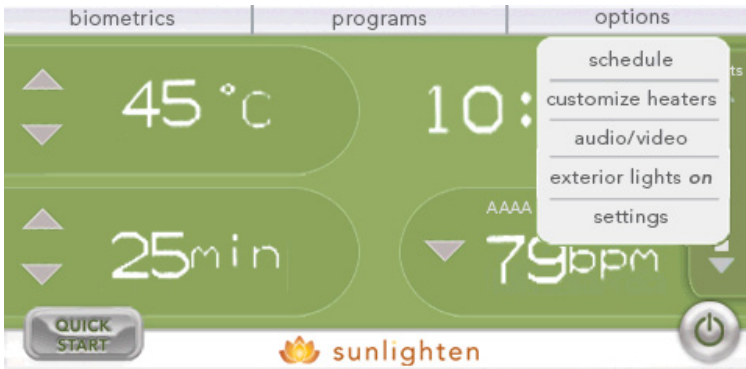 biometrics programs options
schedule
customize heaters
audio/video
exterior lights on
settings
45 °C
10:
25min
AAAA
79bpm
ts
QUICK
START
sunlighten